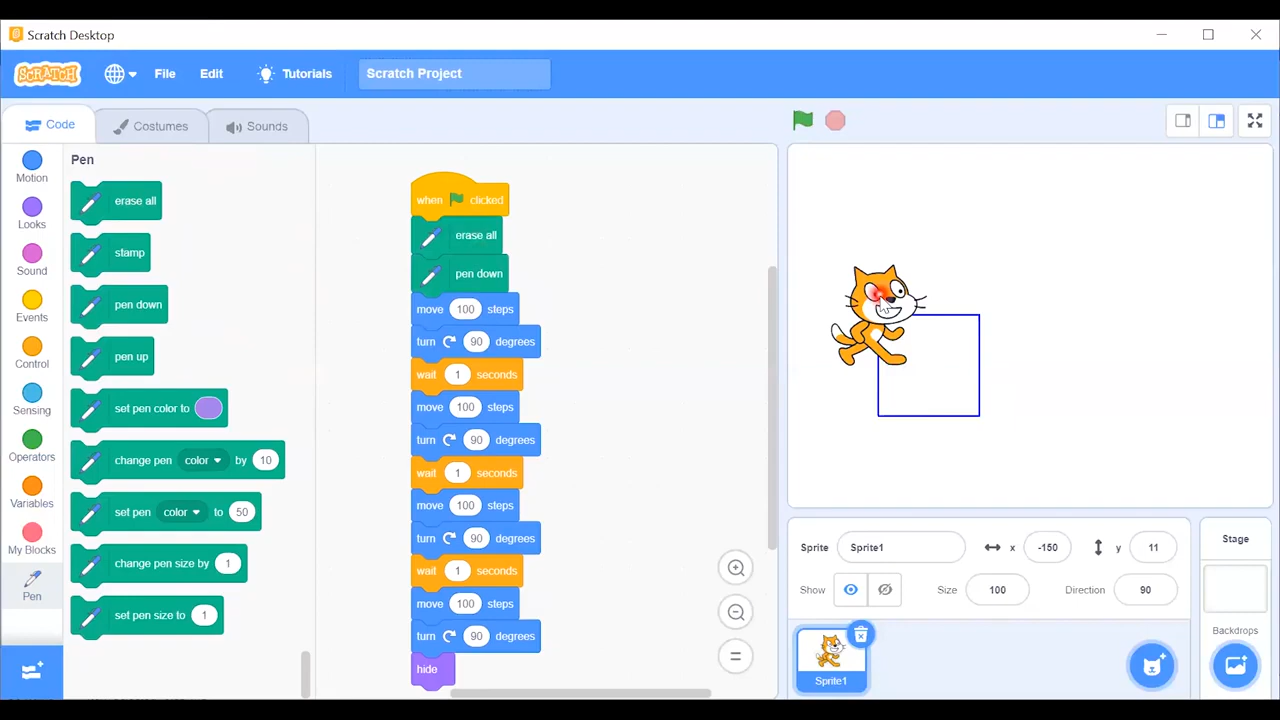 Scratch Desktop
SCRATCH
File
Edit
Tutorials
Scratch Project
Code
Costumes
Sounds
Motion
Looks
Sound
Events
Control
Sensing
Operators
Variables
My Blocks
Pen
Pen
erase all
stamp
pen down
pen up
set pen color to
change pen color by 10
set pen color to 50
change pen size by 1
set pen size to 1
when clicked
erase all
pen down
move 100 steps
turn 90 degrees
wait 1 seconds
move 100 steps
turn 90 degrees
wait 1 seconds
move 100 steps
turn 90 degrees
wait 1 seconds
move 100 steps
turn 90 degrees
hide
Sprite Sprite1 x -150 y 11
Show Size 100 Direction 90
Sprite1
Stage
Backdrops